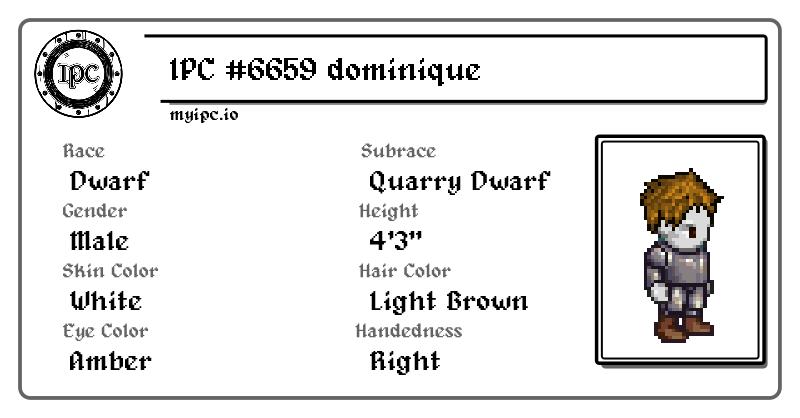 IPC
IPC #6659 dominique
myipc.io
Race
Dwarf
Subrace
Quarry Dwarf
Gender
Male
Height
4'3"
Skin Color
White
Hair Color
Light Brown
Eye Color
Amber
Handedness
Right